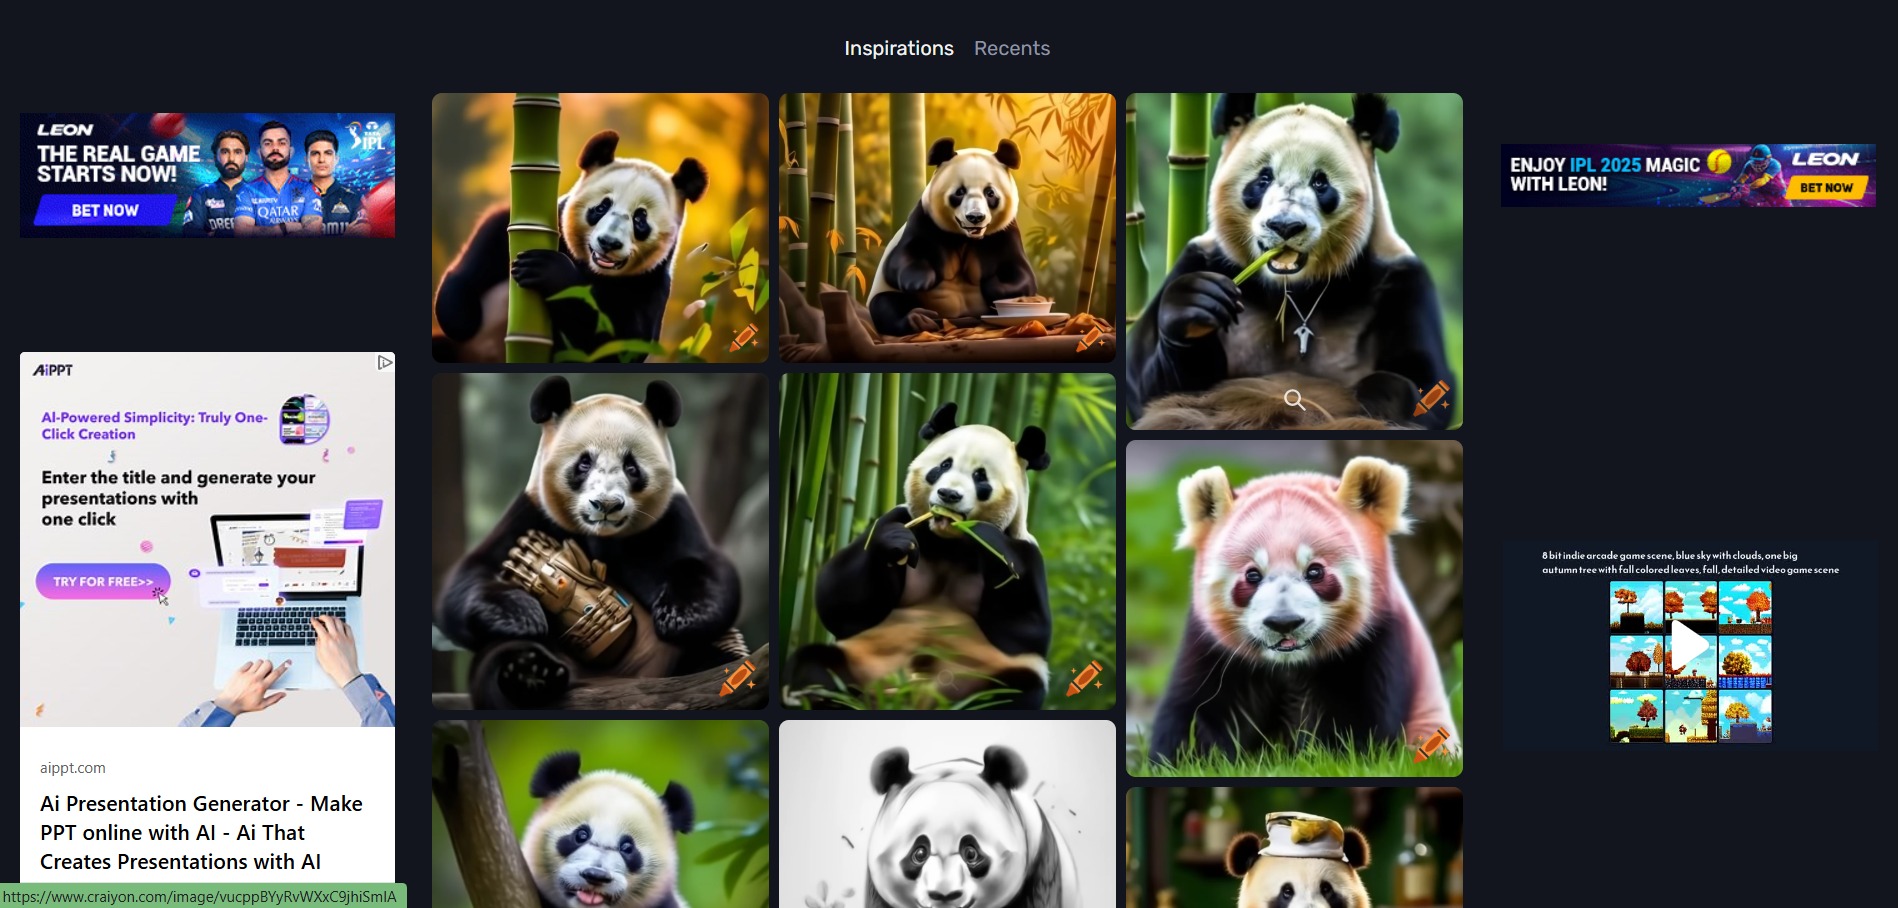 Inspirations Recents
LEON
THE REAL GAME
STARTS NOW!
BET NOW
TATA
IPL
QATAR
AiPPT
AI-Powered Simplicity: Truly One-
Click Creation
Enter the title and generate your
presentations with
one click
TRY FOR FREE>>
aippt.com
Ai Presentation Generator - Make
PPT online with AI - Ai That
Creates Presentations with AI
ENJOY IPL 2025 MAGIC
WITH LEON!
LEON
BET NOW
8 bit indie arcade game scene, blue sky with clouds, one big
autumn tree with fall colored leaves, fall, detailed video game scene
https://www.craiyon.com/image/vucppBYyRvWXxC9jhiSmIA